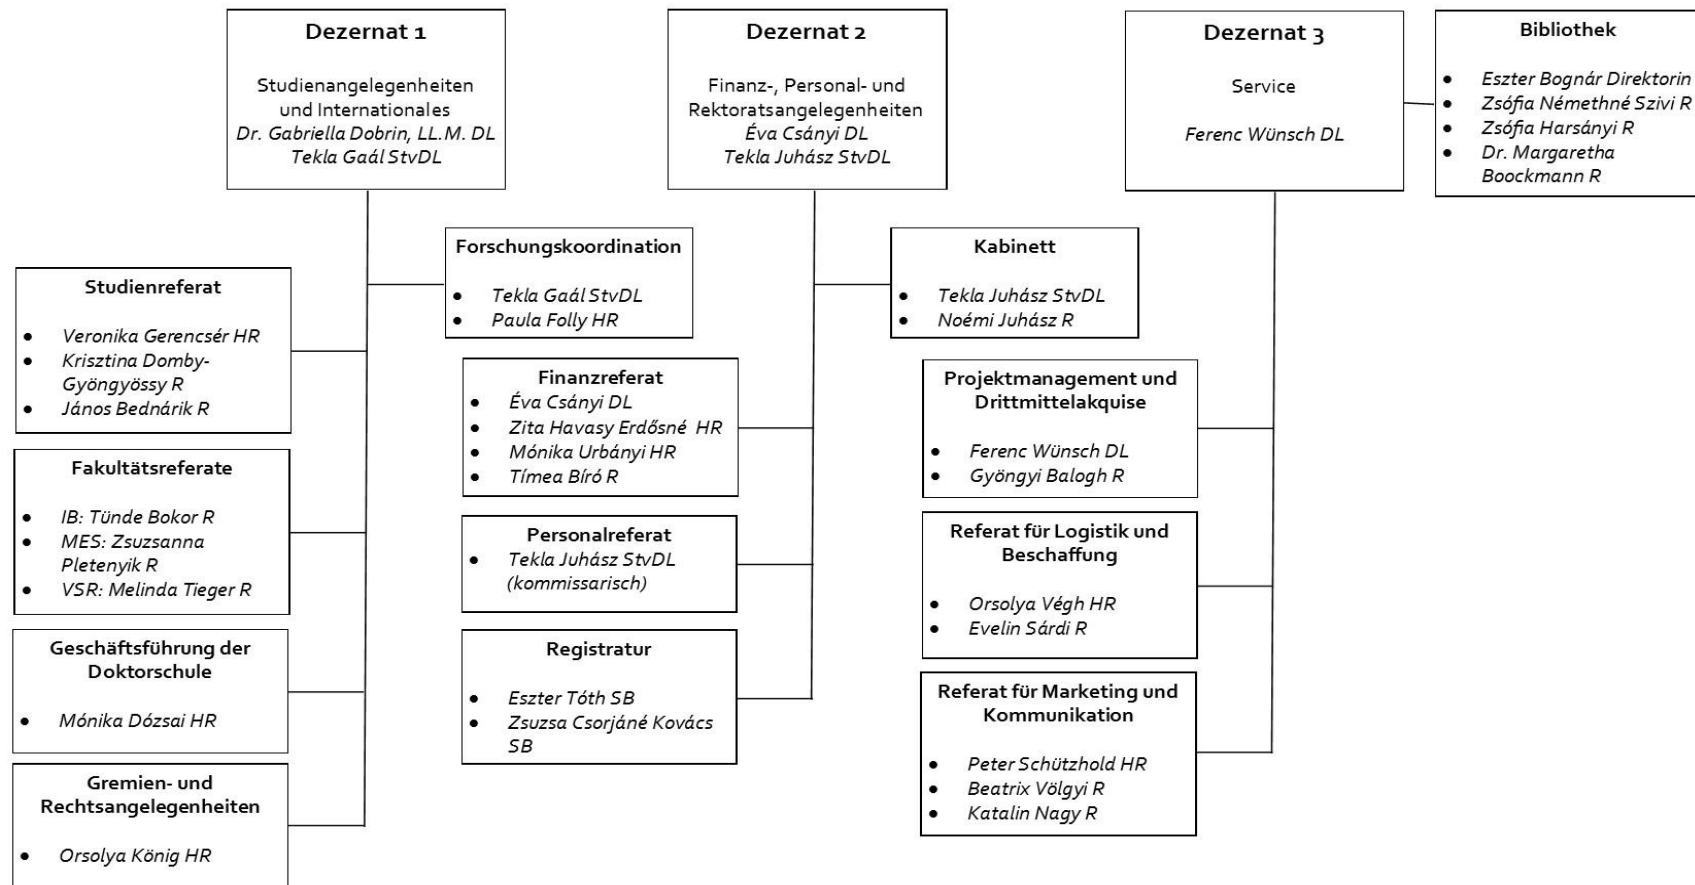 Dezernat 1
Studienangelegenheiten
und Internationales
Dr. Gabriella Dobrin, LL.M. DL
Tekla Gaál StvDL
Dezernat 2
Finanz-, Personal- und
Rektoratsangelegenheiten
Éva Csányi DL
Tekla Juhász StvDL
Dezernat 3
Service
Ferenc Wünsch DL
Bibliothek
• Eszter Bognár Direktorin
• Zsófia Némethné Szivi R
• Zsófia Harsányi R
• Dr. Margaretha
Boockmann R
Forschungskoordination
• Tekla Gaál StvDL
• Paula Folly HR
Studienreferat
• Veronika Gerencsér HR
• Krisztina Domby-
Gyöngyössy R
• János Bednárik R
Fakultätsreferate
• IB: Tünde Bokor R
• MES: Zsuzsanna
Pletenyik R
• VSR: Melinda Tieger R
Geschäftsführung der
Doktorschule
• Mónika Dózsai HR
Gremien- und
Rechtsangelegenheiten
• Orsolya König HR
Kabinett
• Tekla Juhász StvDL
• Noémi Juhász R
Finanzreferat
• Éva Csányi DL
• Zita Havasy Erdősné HR
• Mónika Urbányi HR
• Tímea Bíró R
Personalreferat
• Tekla Juhász StvDL
(kommissarisch)
Registratur
• Eszter Tóth SB
• Zsuzsa Csorjáné Kovács
SB
Projektmanagement und
Drittmittelakquise
• Ferenc Wünsch DL
• Gyöngyi Balogh R
Referat für Logistik und
Beschaffung
• Orsolya Végh HR
• Evelin Sárdi R
Referat für Marketing und
Kommunikation
• Peter Schützhold HR
• Beatrix Völgyi R
• Katalin Nagy R